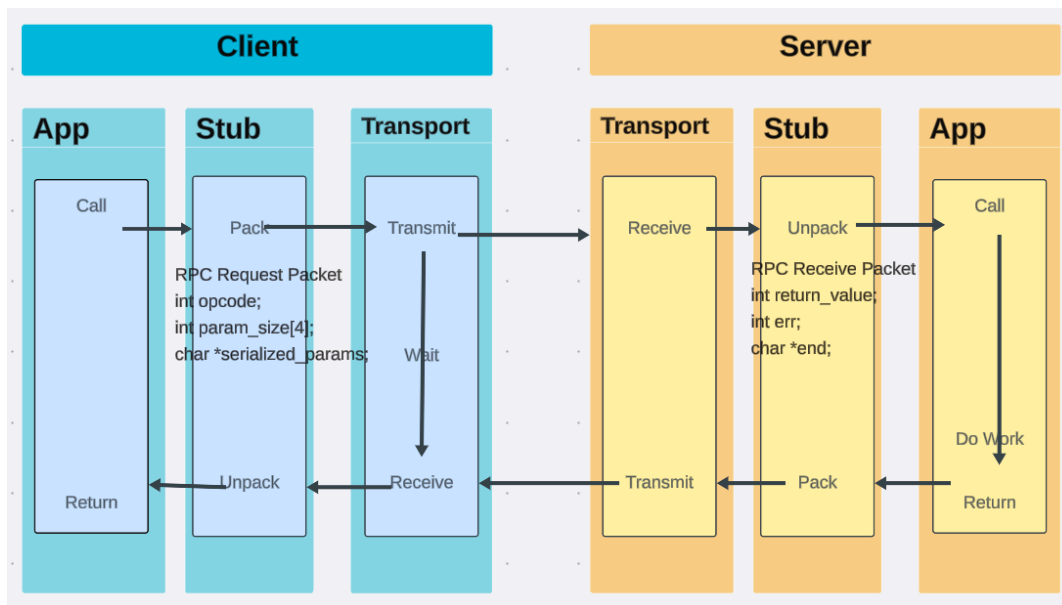 Client
Server
App
Stub
Transport
Transport
Stub
App
Call
Pack
Transmit
Receive
Unpack
Call
RPC Request Packet
int opcode;
int param_size[4];
char *serialized_params;
Wait
RPC Receive Packet
int return_value;
int err;
char *end;
Do Work
Return
Unpack
Receive
Transmit
Pack
Return